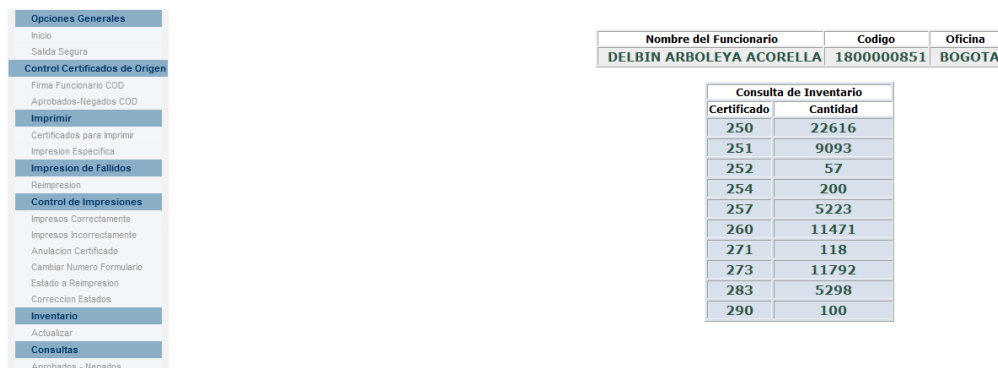 Opciones Generales
Inicio
Salida Segura
Control Certificados de Origen
Firma Funcionario COD
Aprobados-Negados COD
Imprimir
Certificados para Imprimir
Impresion Especifica
Impresion de Fallidos
Reimpresion
Control de Impresiones
Impresos Correctamente
Impresos Incorrectamente
Anulacion Certificado
Cambiar Numero Formulario
Estado a Reimpresion
Correccion Estados
Inventario
Actualizar
Consultas
Aprobados - Negados
Nombre del Funcionario Codigo Oficina
DELBIN ARBOLEYA ACORELLA 1800000851 BOGOTA
Consulta de Inventario
Certificado Cantidad
250 22616
251 9093
252 57
254 200
257 5223
260 11471
271 118
273 11792
283 5298
290 100